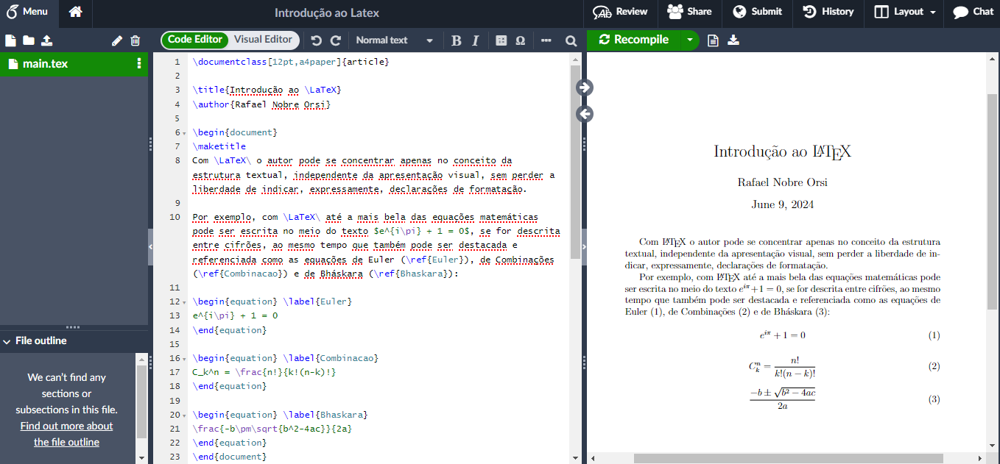 Menu
Introdução ao Latex
Review Share Submit History Layout Chat
Code Editor Visual Editor Normal text B I Ω
Recompile
main.tex
1 \documentclass[12pt,a4paper]{article}
2
3 \title{Introdução ao \LaTeX}
4 \author{Rafael Nobre Orsi}
5
6 \begin{document}
7 \maketitle
8 Com \LaTeX\ o autor pode se concentrar apenas no conceito da
estrutura textual, independente da apresentação visual, sem perder a
liberdade de indicar, expressamente, declarações de formatação.
9
10 Por exemplo, com \LaTeX\ até a mais bela das equações matemáticas
pode ser escrita no meio do texto $e^{i\pi} + 1 = 0$, se for descrita
entre cifrões, ao mesmo tempo que também pode ser destacada e
referenciada como as equações de Euler (\ref{Euler}), de Combinações
(\ref{Combinacao}) e de Bháskara (\ref{Bhaskara}):
11
12 \begin{equation} \label{Euler}
13 e^{i\pi} + 1 = 0
14 \end{equation}
15
16 \begin{equation} \label{Combinacao}
17 C_k^n = \frac{n!}{k!(n-k)!}
18 \end{equation}
19
20 \begin{equation} \label{Bhaskara}
21 \frac{-b\pm\sqrt{b^2-4ac}}{2a}
22 \end{equation}
23 \end{document}
File outline
We can't find any
sections or
subsections in this file.
Find out more about
the file outline
Introdução ao LATEX
Rafael Nobre Orsi
June 9, 2024
Com LATEX o autor pode se concentrar apenas no conceito da estrutura
textual, independente da apresentação visual, sem perder a liberdade de in-
dicar, expressamente, declarações de formatação.
Por exemplo, com LATEX até a mais bela das equações matemáticas pode
ser escrita no meio do texto e^{iπ}+1 = 0, se for descrita entre cifrões, ao mesmo
tempo que também pode ser destacada e referenciada como as equações de
Euler (1), de Combinações (2) e de Bháskara (3):
e^{iπ} + 1 = 0 (1)
C_k^n = n! / k!(n − k)! (2)
−b ± √b² − 4ac / 2a (3)